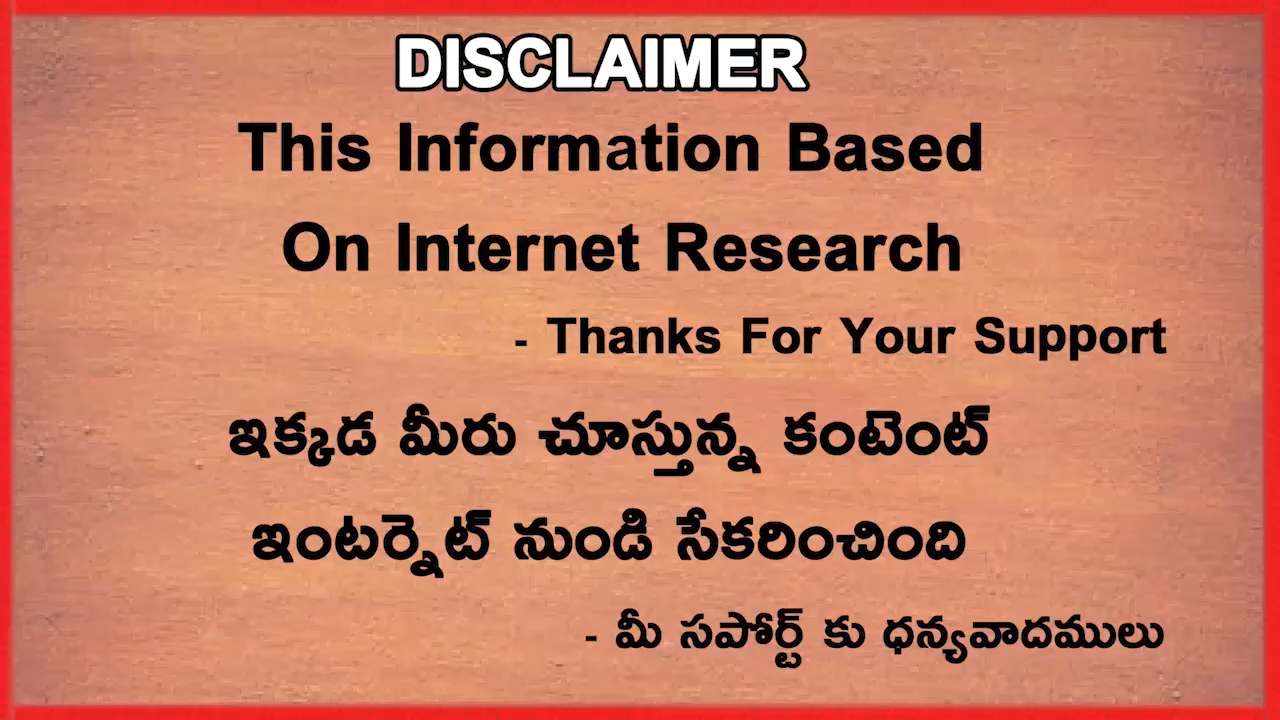 DISCLAIMER
This Information Based
On Internet Research
- Thanks For Your Support
ఇక్కడ మీరు చూస్తున్న కంటెంట్
ఇంటర్నెట్ నుండి సేకరించింది
- మీ సపోర్ట్ కు ధన్యవాదములు